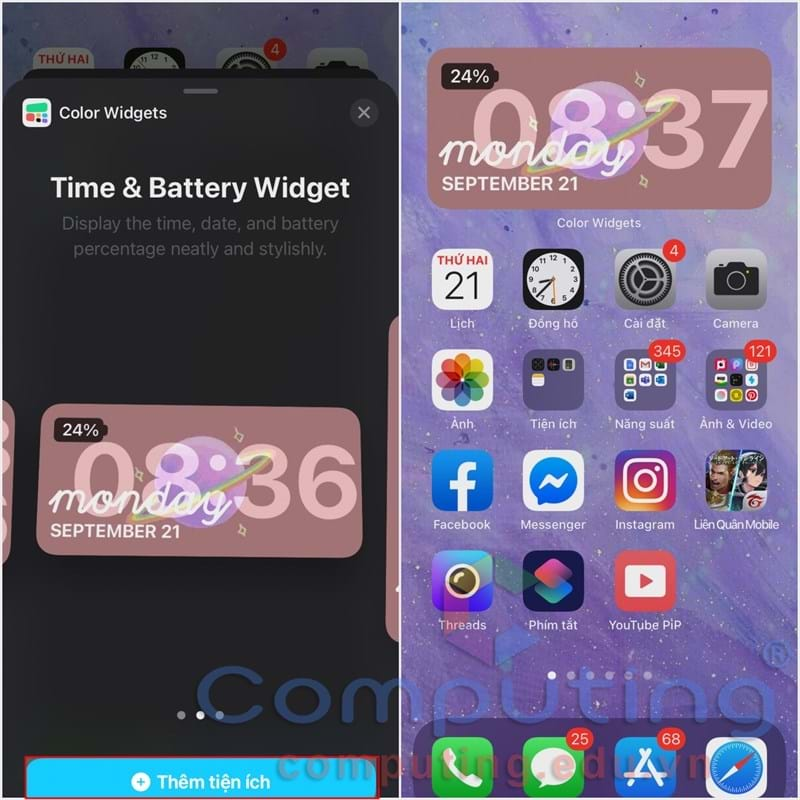 THỨ HAI
4
Color Widgets
Time & Battery Widget
Display the time, date, and battery
percentage neatly and stylishly.
24%
08:36
monday
SEPTEMBER 21
Thêm tiện ích
24%
08:37
monday
SEPTEMBER 21
Color Widgets
THỨ HAI
21
4
Lịch
Đồng hồ
Cài đặt
Camera
345
121
Ảnh
Tiện ích
Năng suất
Ảnh & Video
Facebook
Messenger
Instagram
Liên Quân Mobile
Threads
Phím tắt
YouTube PiP
Computing
®
25
68
computing.edu.vn